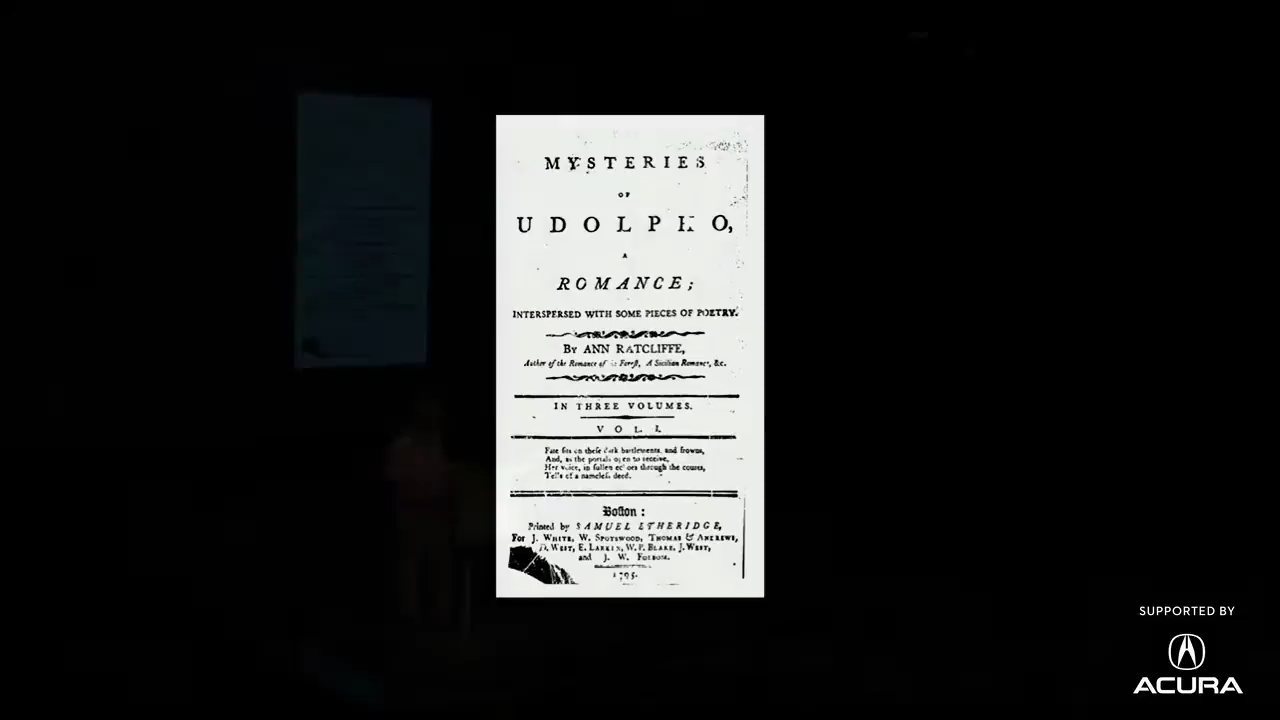 MYSTERIES
OF
UDOLPHO,
A
ROMANCE;
INTERSPERSED WITH SOME PIECES OF POETRY.
By ANN RATCLIFFE,
Author of the Romance of the Forest, A Sicilian Romance, &c.
IN THREE VOLUMES.
VOL. I.
Fate sits on these dark battlements, and frowns,
And, as the portals open to receive,
Her voice, in sullen echoes through the courts,
Tells of a nameless deed.
Boston:
Printed by SAMUEL ETHERIDGE,
For J. WHITE, W. SPOTSWOOD, THOMAS & ANDREWS,
D. WEST, E. LARKIN, W. P. BLAKE, J. WEST,
and J. W. FOLSOM.
1795.
SUPPORTED BY
ACURA